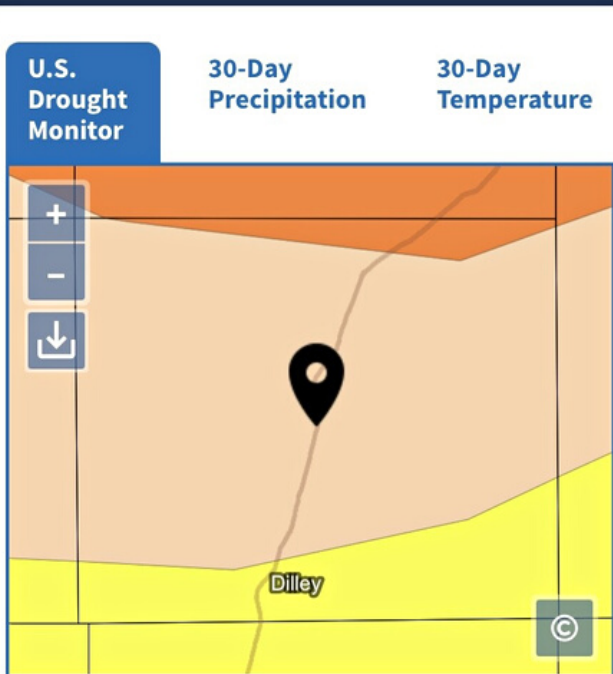 U.S.
Drought
Monitor
30-Day
Precipitation
30-Day
Temperature
+
−
Dilley
©